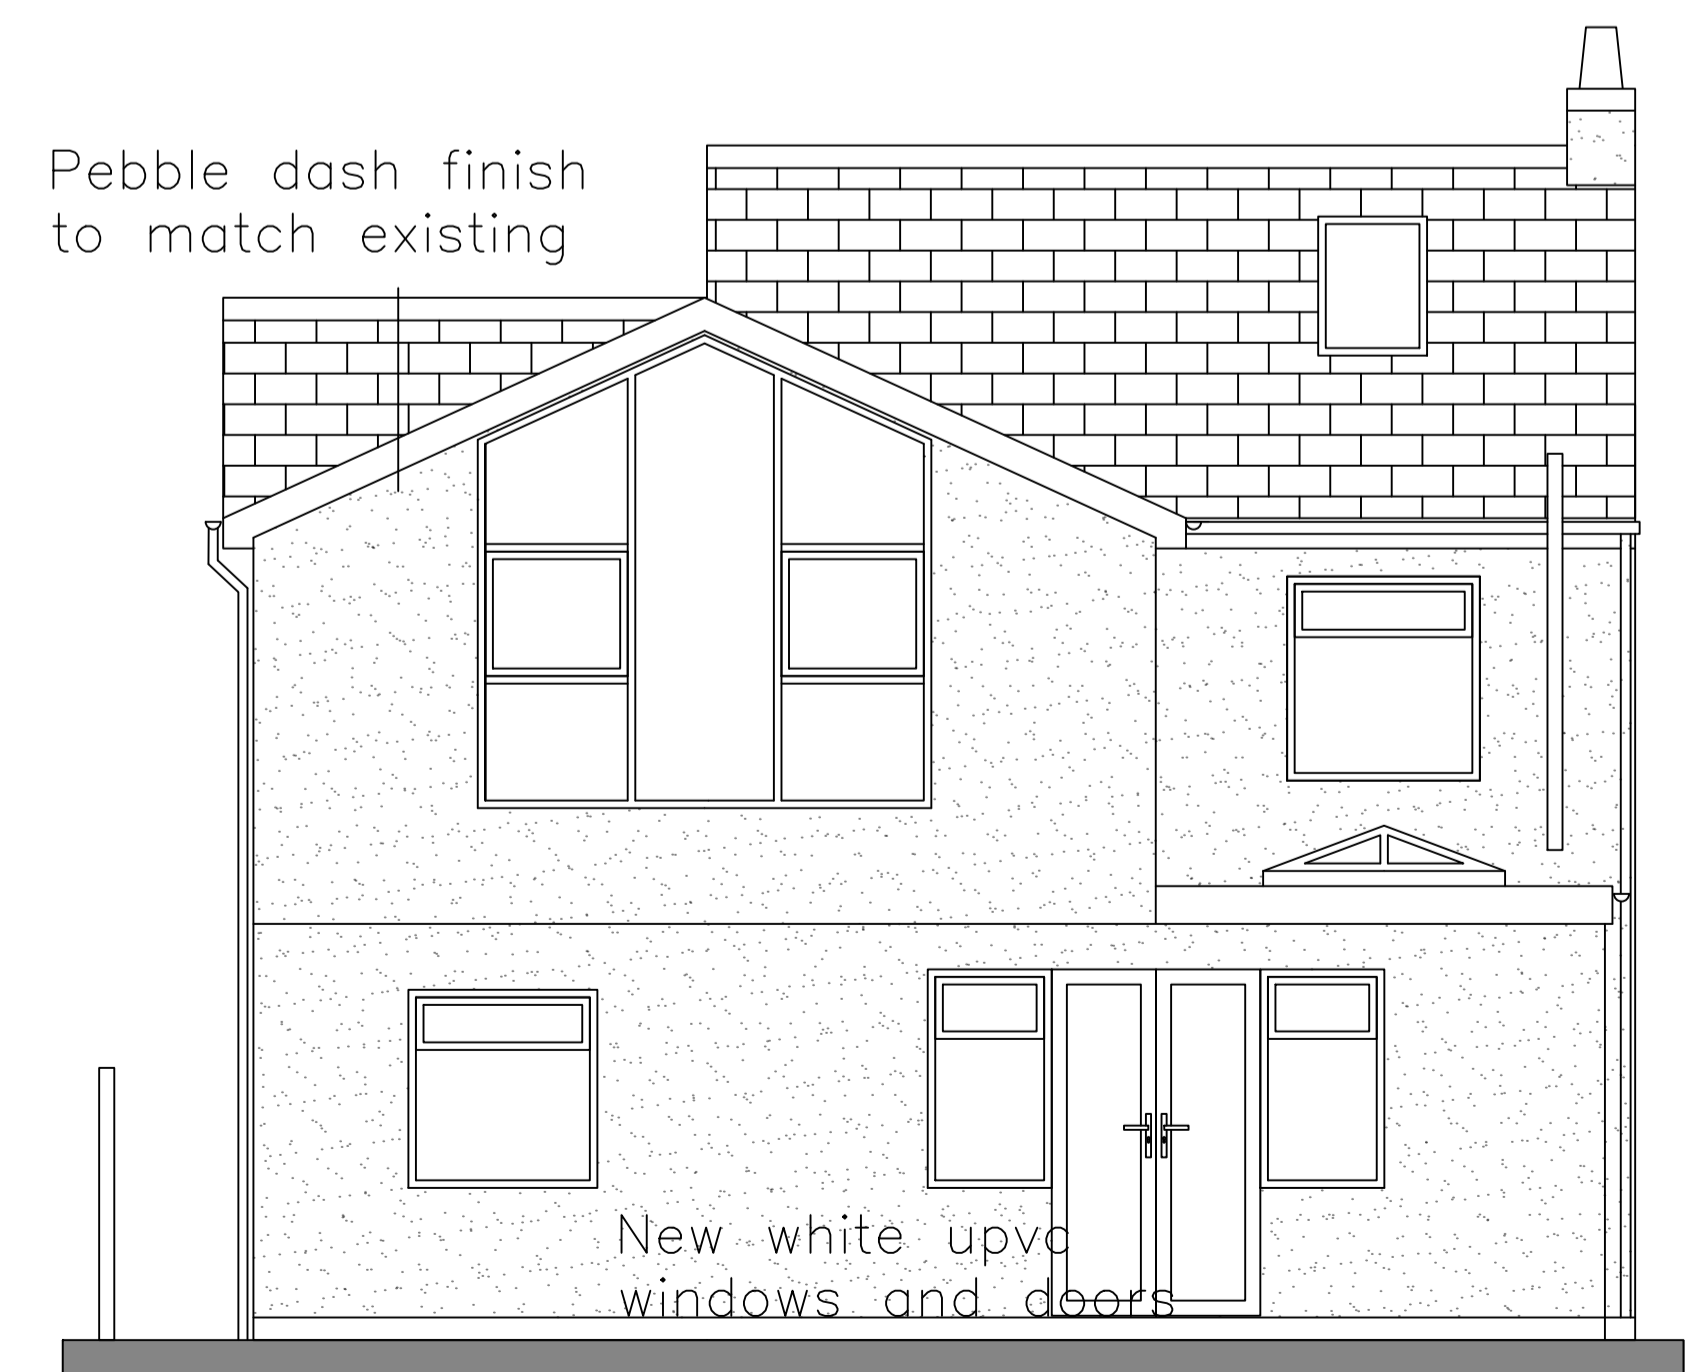 Pebble dash finish
to match existing
New white upvc
windows and doors